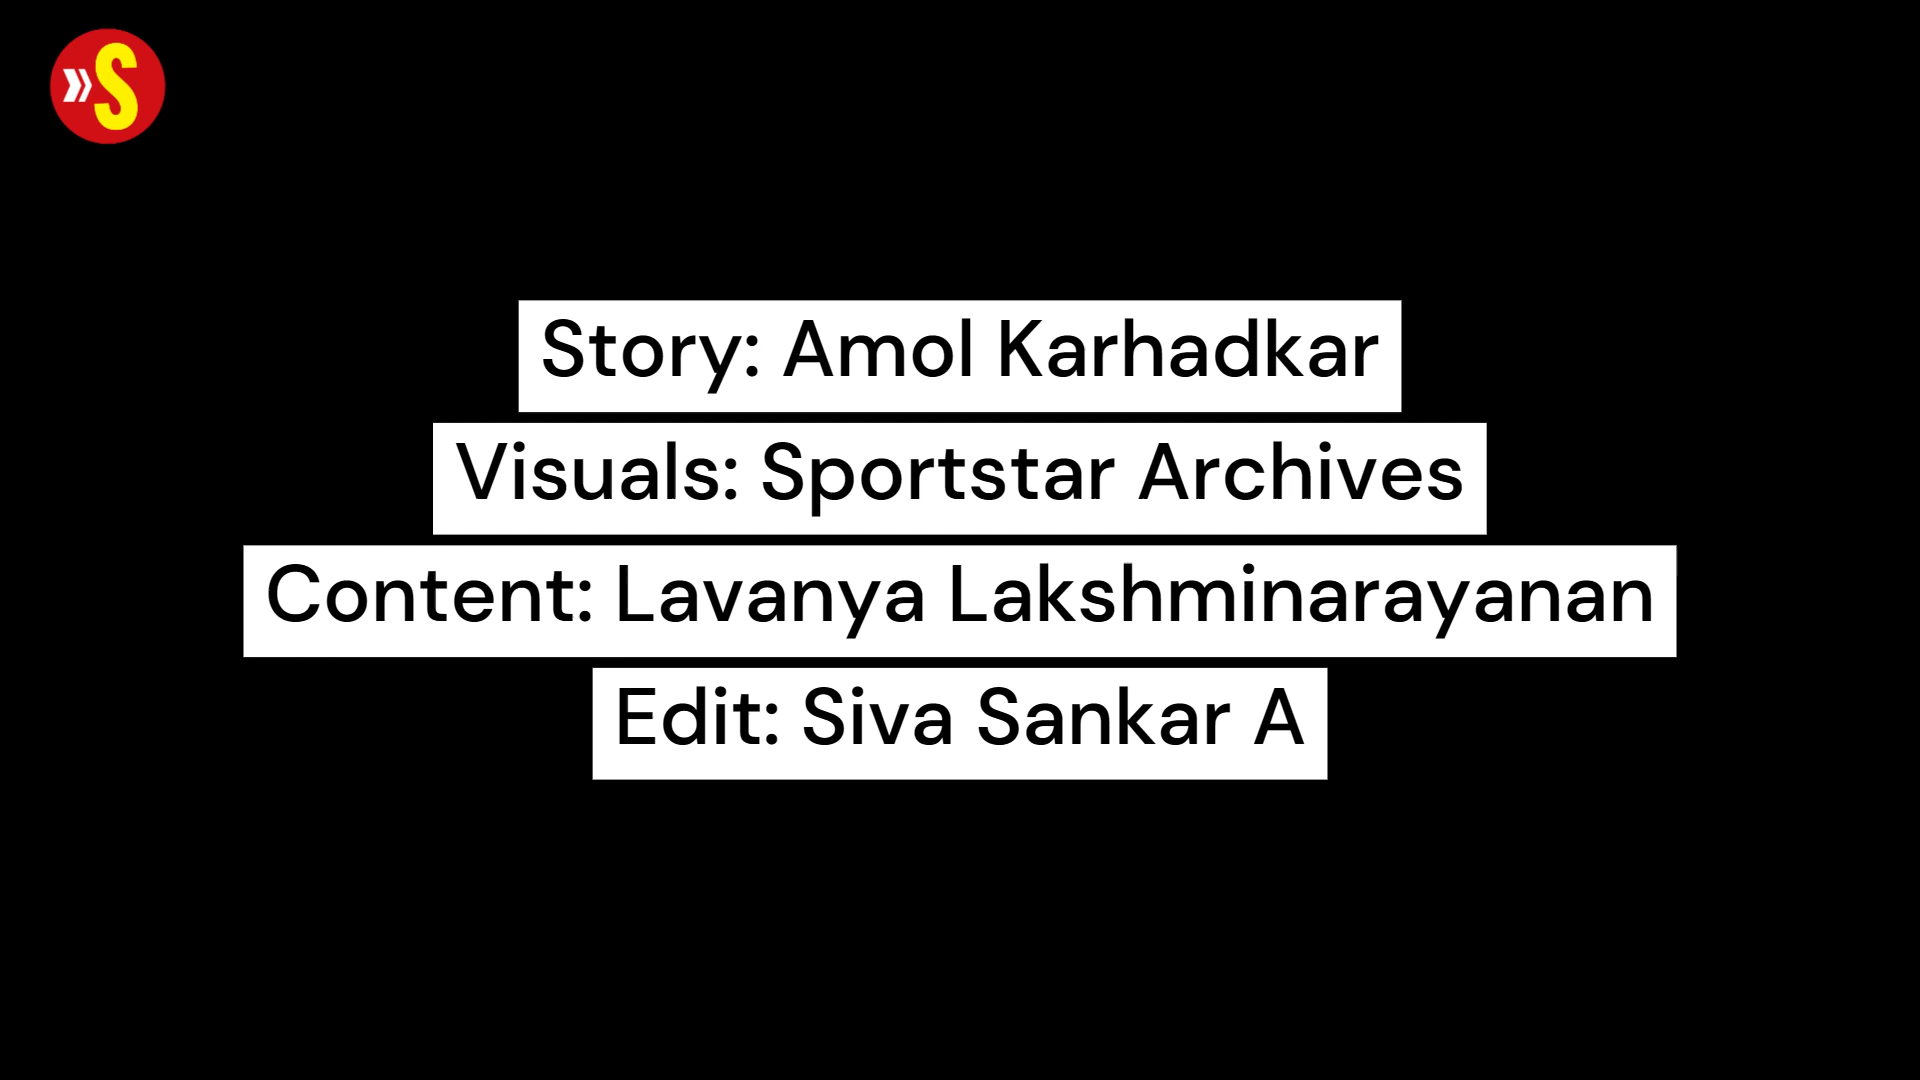 »S
Story: Amol Karhadkar
Visuals: Sportstar Archives
Content: Lavanya Lakshminarayanan
Edit: Siva Sankar A